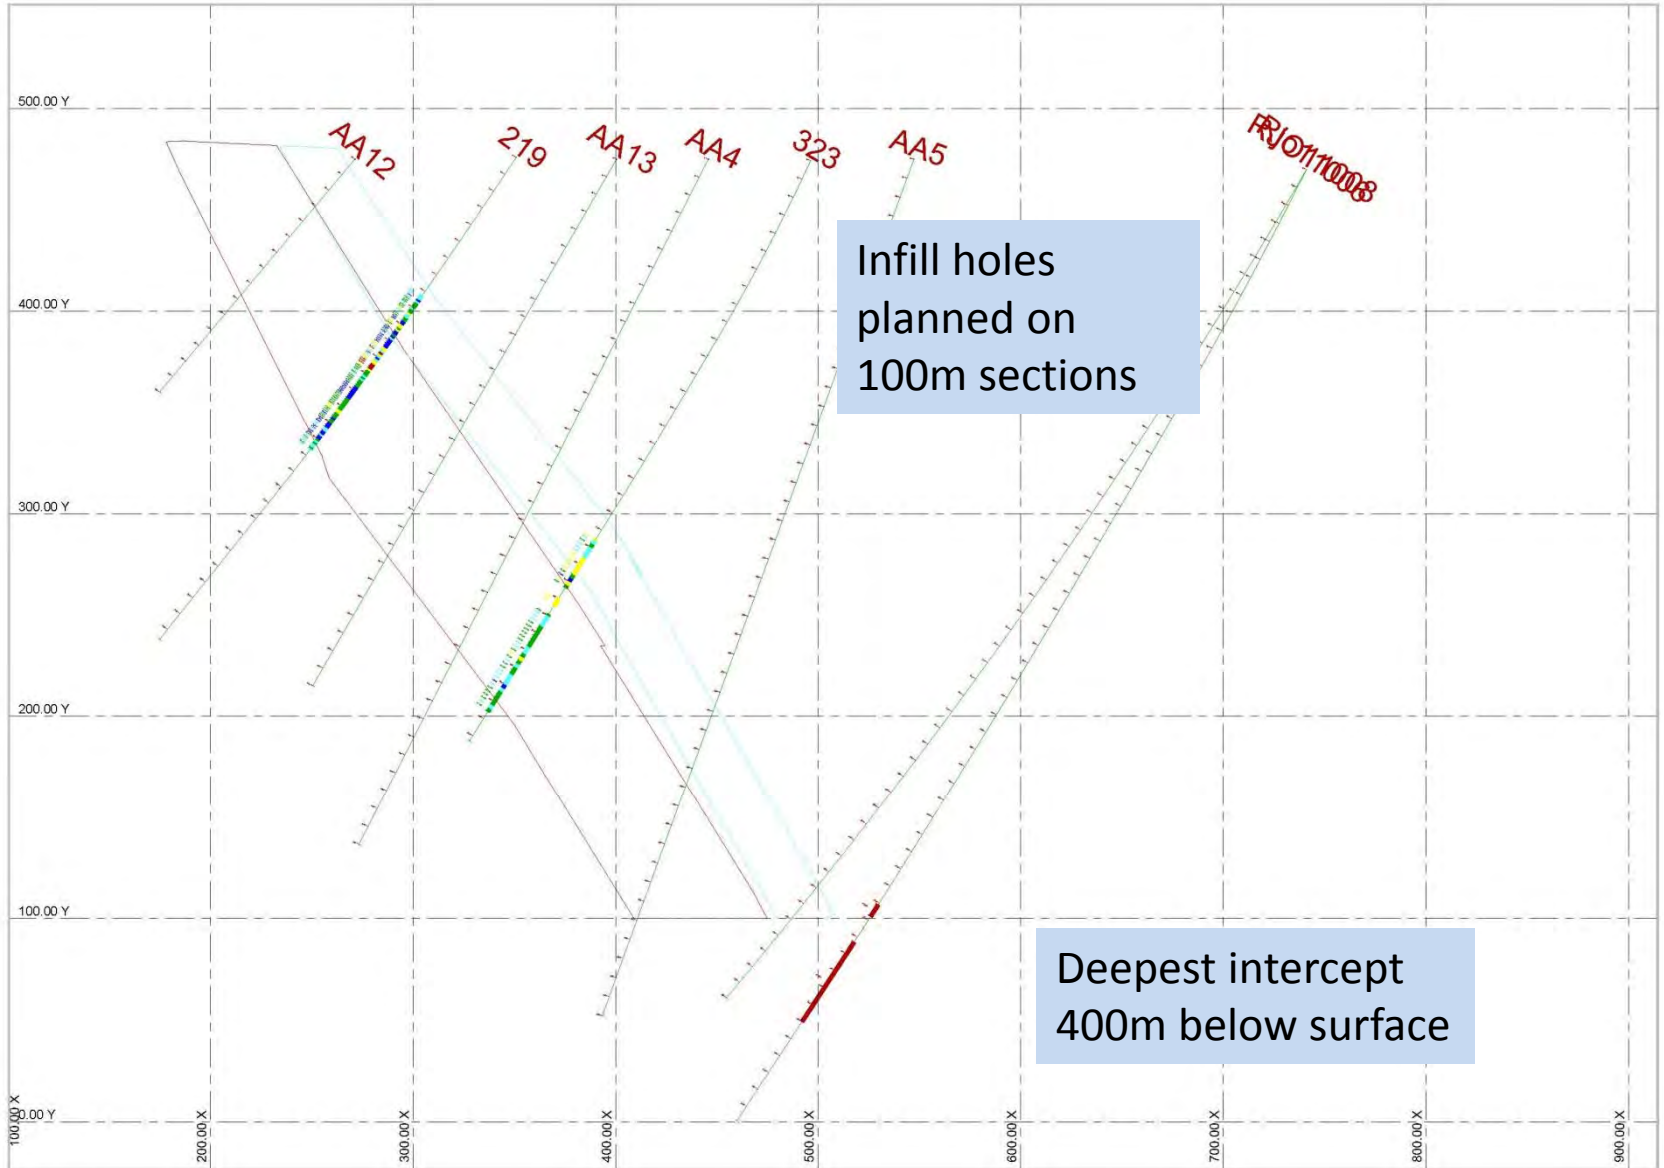 500.00 Y
AA12
219
AA13
AA4
323
AA5
Infill holes
planned on
100m sections
400.00 Y
300.00 Y
200.00 Y
100.00 Y
Deepest intercept
400m below surface
0.00 Y
100.00 X
200.00 X
300.00 X
400.00 X
500.00 X
600.00 X
700.00 X
800.00 X
900.00 X